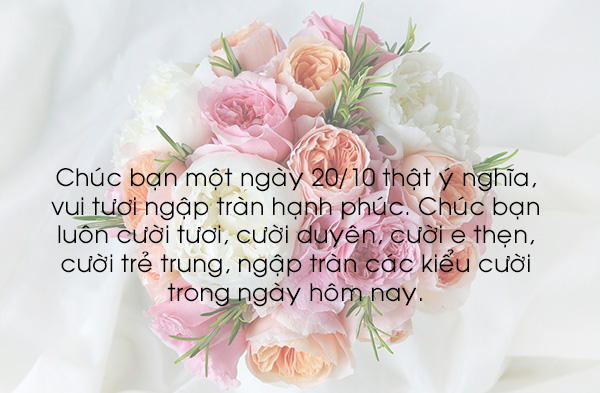 Chúc bạn một ngày 20/10 thật ý nghĩa,
vui tươi ngập tràn hạnh phúc. Chúc bạn
luôn cười tươi, cười duyên, cười e thẹn,
cười trẻ trung, ngập tràn các kiểu cười
trong ngày hôm nay.